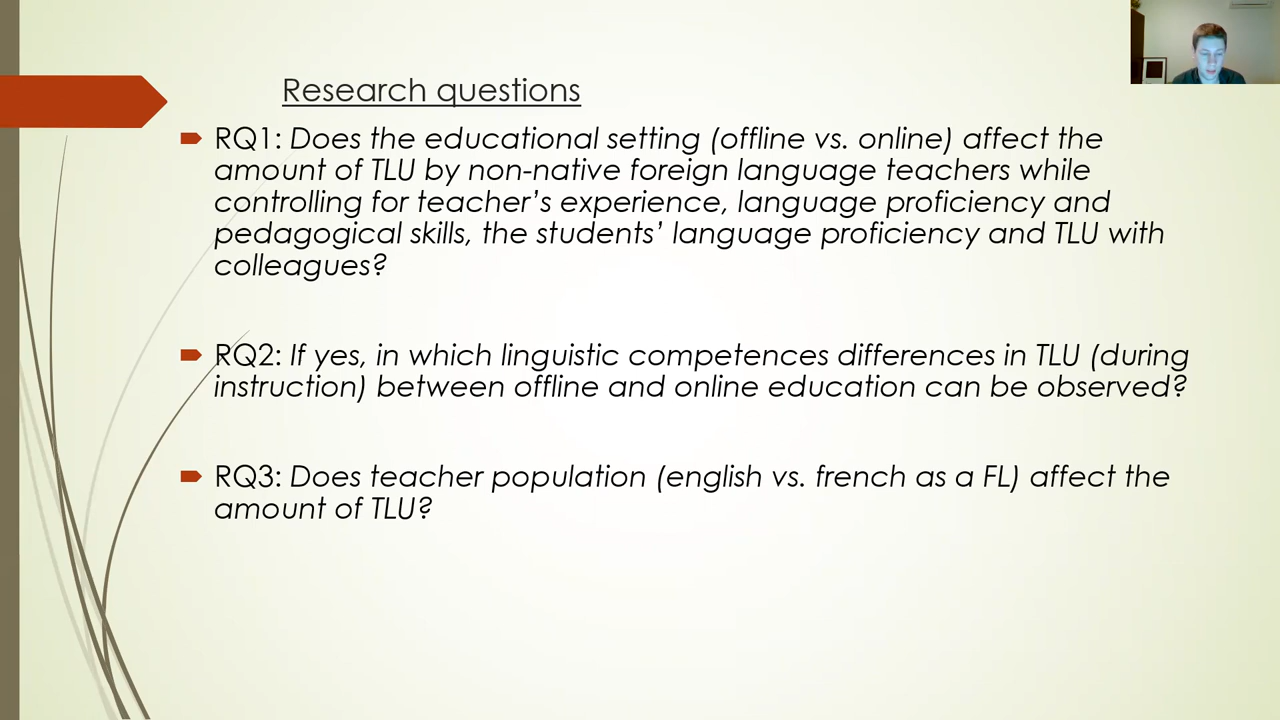 Research questions
RQ1: Does the educational setting (offline vs. online) affect the
amount of TLU by non-native foreign language teachers while
controlling for teacher’s experience, language proficiency and
pedagogical skills, the students’ language proficiency and TLU with
colleagues?
RQ2: If yes, in which linguistic competences differences in TLU (during
instruction) between offline and online education can be observed?
RQ3: Does teacher population (english vs. french as a FL) affect the
amount of TLU?